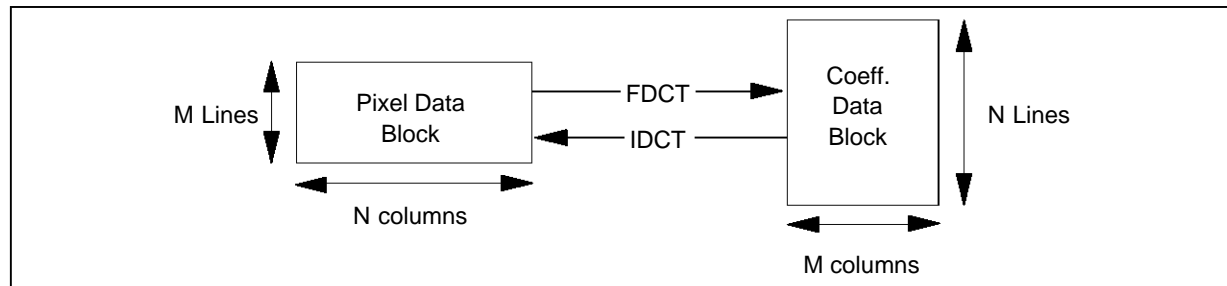 M Lines
Pixel Data
Block
N columns
FDCT
IDCT
Coeff.
Data
Block
N Lines
M columns